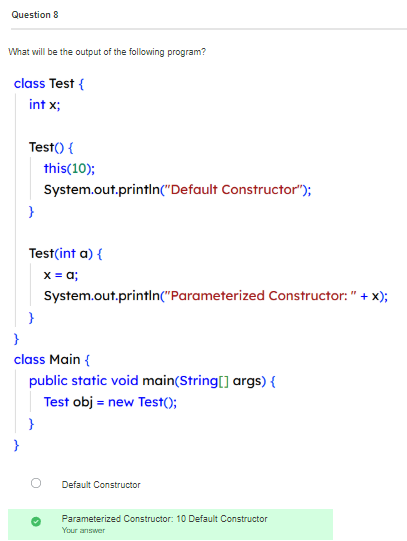 Question 8
What will be the output of the following program?
class Test {
int x;
Test() {
this(10);
System.out.println("Default Constructor");
}
Test(int a) {
x = a;
System.out.println("Parameterized Constructor: " + x);
}
}
class Main {
public static void main(String[] args) {
Test obj = new Test();
}
}
Default Constructor
Parameterized Constructor: 10 Default Constructor
Your answer